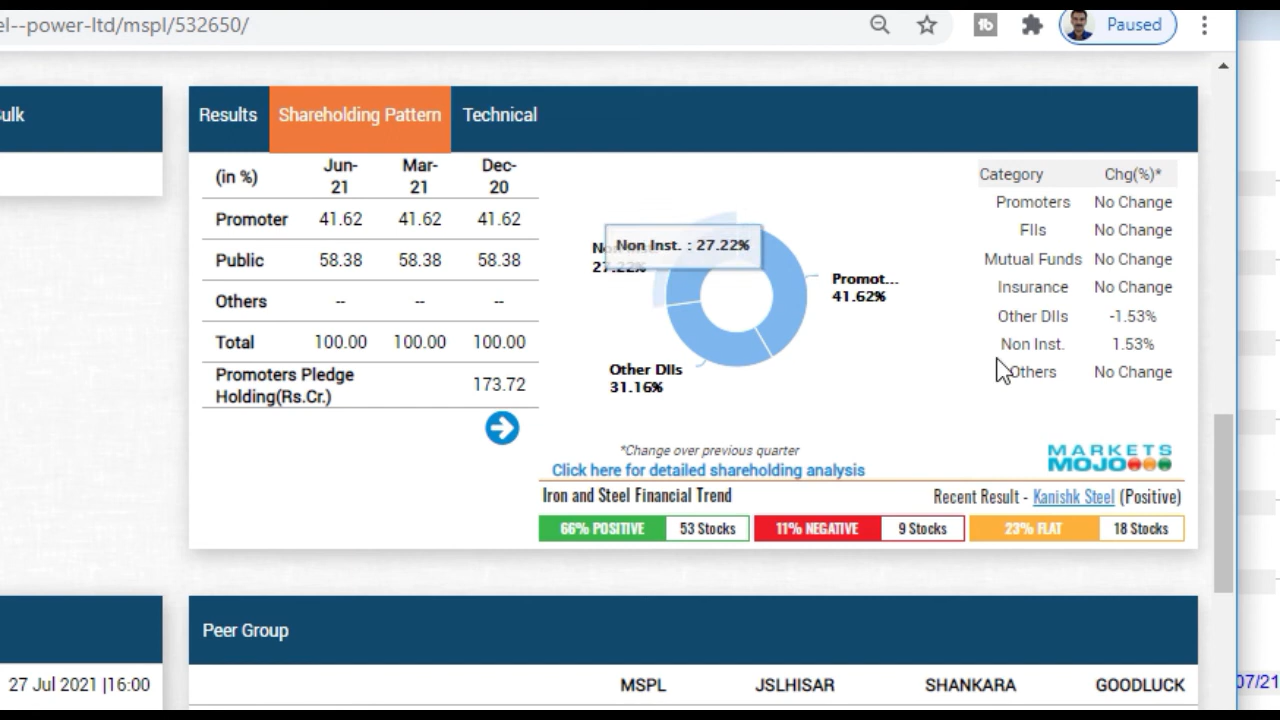 el--power-ltd/mspl/532650/
Paused
ulk
Results Shareholding Pattern Technical
(in %) Jun-21 Mar-21 Dec-20
Promoter 41.62 41.62 41.62
Public 58.38 58.38 58.38
Others -- -- --
Total 100.00 100.00 100.00
Promoters Pledge
Holding(Rs.Cr.) 173.72
Non Inst. : 27.22%
27.22%
Promot...
41.62%
Other DIIs
31.16%
Category Chg(%)*
Promoters No Change
FIIs No Change
Mutual Funds No Change
Insurance No Change
Other DIIs -1.53%
Non Inst. 1.53%
Others No Change
*Change over previous quarter
Click here for detailed shareholding analysis
MARKETS
MOJO
Iron and Steel Financial Trend
Recent Result - Kanishk Steel (Positive)
66% POSITIVE 53 Stocks 11% NEGATIVE 9 Stocks 23% FLAT 18 Stocks
Peer Group
27 Jul 2021 |16:00
MSPL JSLHISAR SHANKARA GOODLUCK
07/21